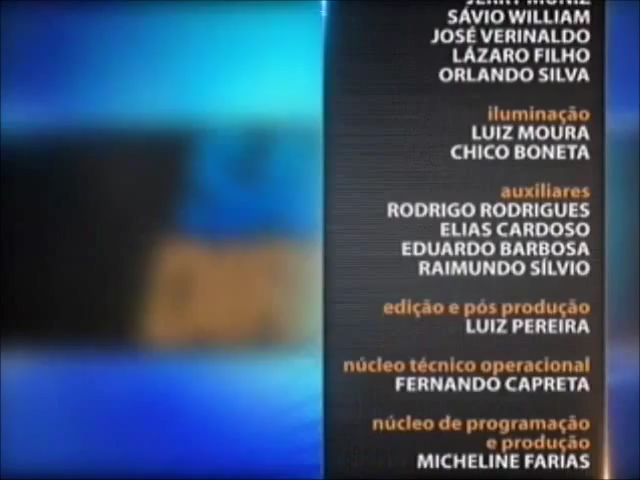 JERRY MUNIZ
SÁVIO WILLIAM
JOSÉ VERINALDO
LÁZARO FILHO
ORLANDO SILVA
iluminação
LUIZ MOURA
CHICO BONETA
auxiliares
RODRIGO RODRIGUES
ELIAS CARDOSO
EDUARDO BARBOSA
RAIMUNDO SÍLVIO
edição e pós produção
LUIZ PEREIRA
núcleo técnico operacional
FERNANDO CAPRETA
núcleo de programação
e produção
MICHELINE FARIAS